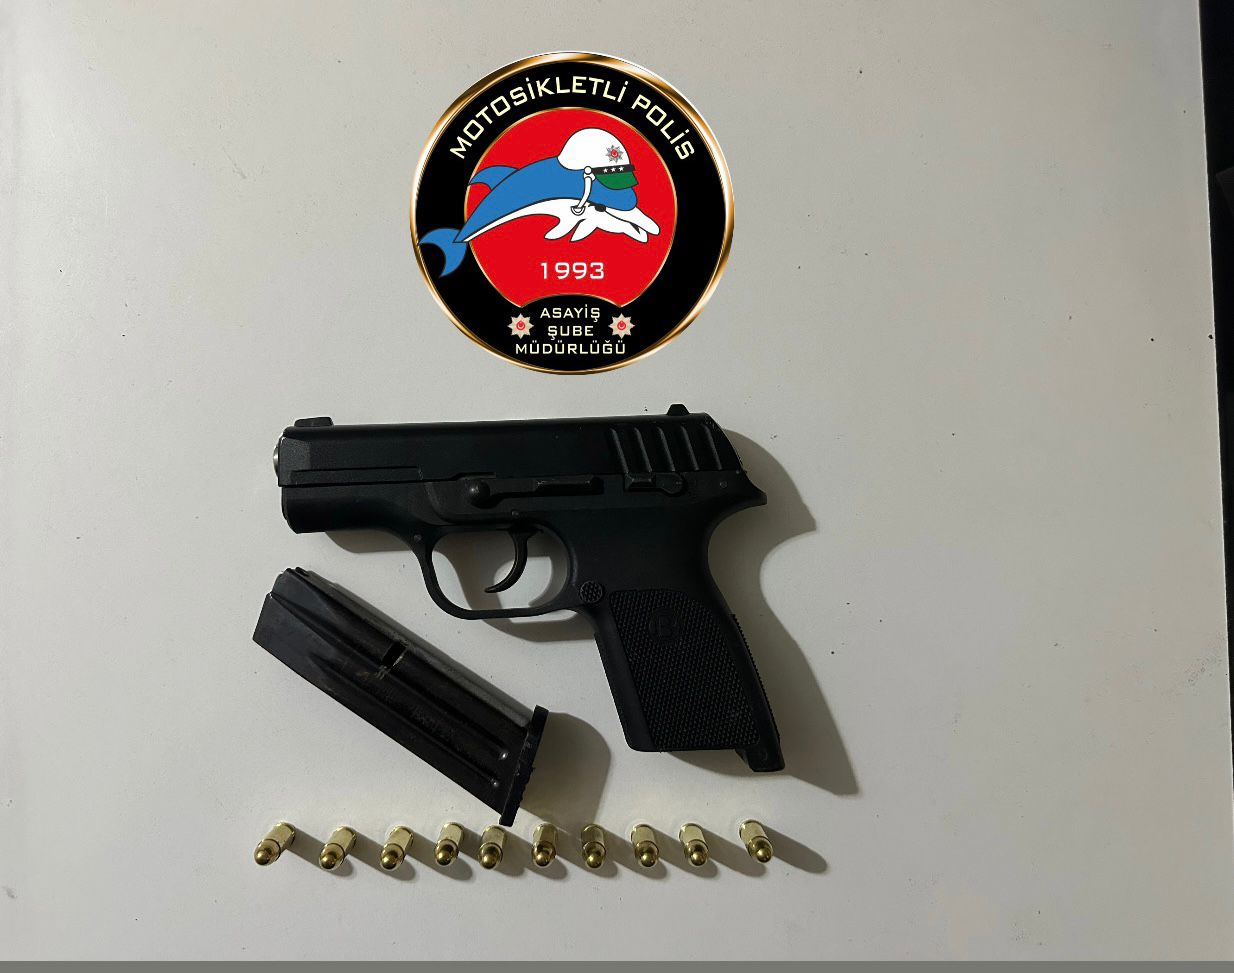 MOTOSİKLETLİ POLİS
1993
ASAYİŞ
ŞUBE
MÜDÜRLÜĞÜ